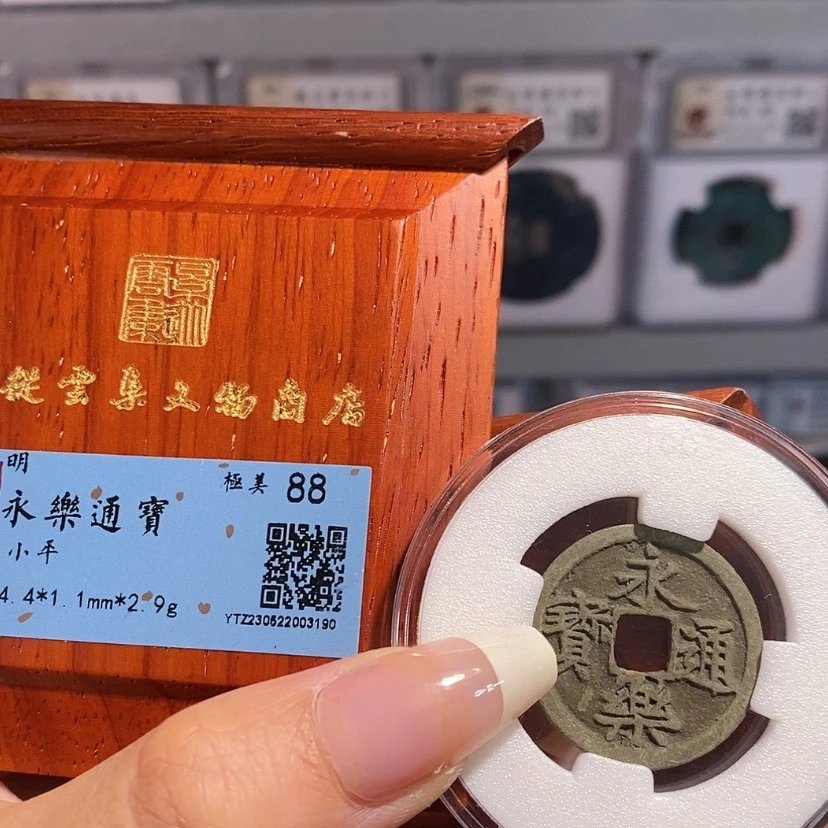 從雲集文物商店
明
極美 88
永樂通寶
小平
4.4*1.1mm*2.9g
YTZ230522003190
永樂通寶